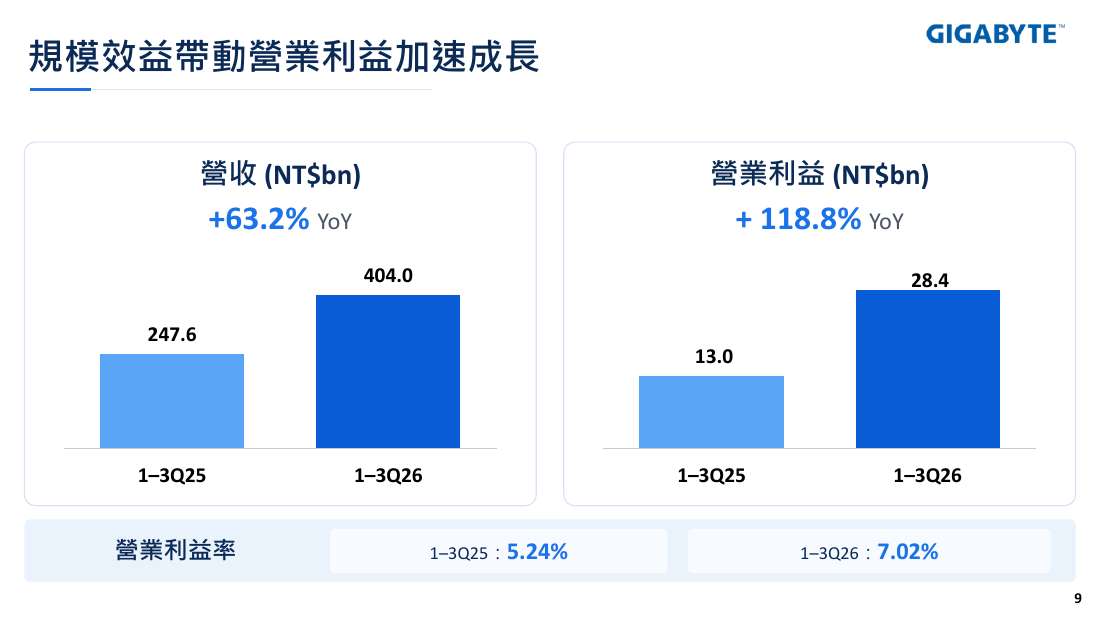 規模效益帶動營業利益加速成長
GIGABYTE™
營收 (NT$bn)
+63.2% YoY
404.0
247.6
1–3Q25 1–3Q26
營業利益 (NT$bn)
+ 118.8% YoY
28.4
13.0
1–3Q25 1–3Q26
營業利益率 1–3Q25：5.24% 1–3Q26：7.02%
9